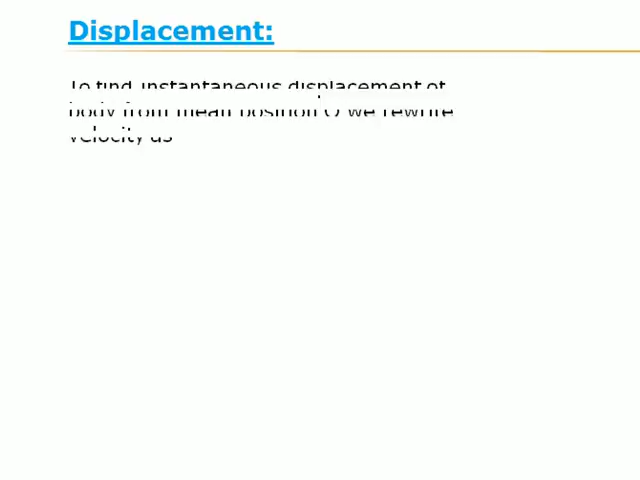 Displacement:
To find instantaneous displacement of
body from mean position O we rewrite
velocity as